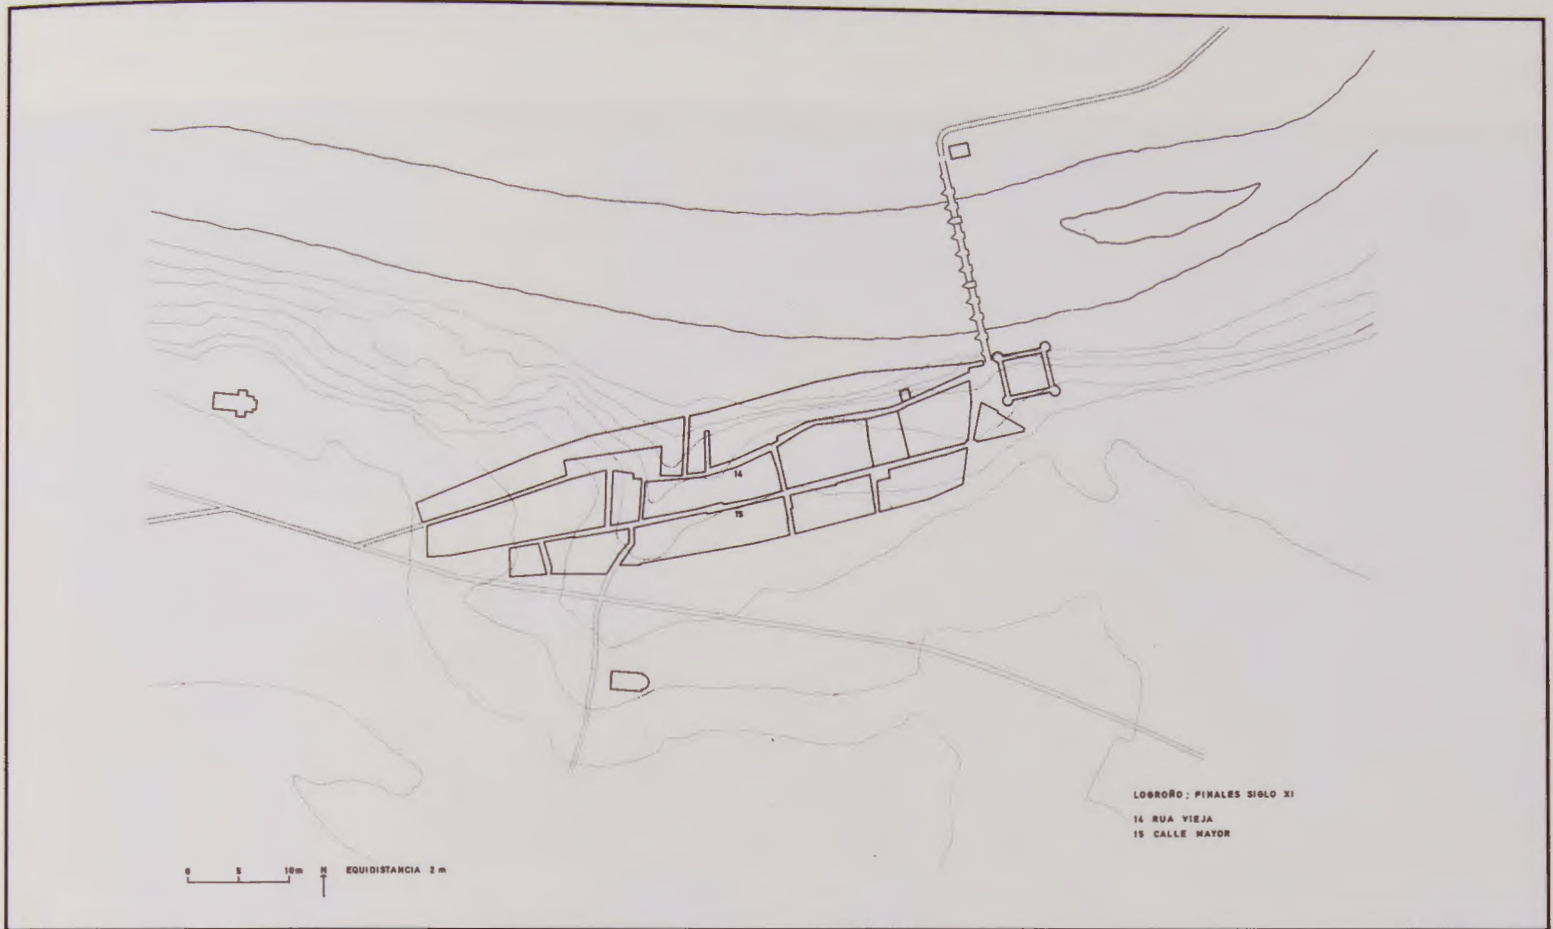 14
15
LOGROÑO; FINALES SIGLO XI
14 RUA VIEJA
15 CALLE MAYOR
0 5 10m N EQUIDISTANCIA 2 m